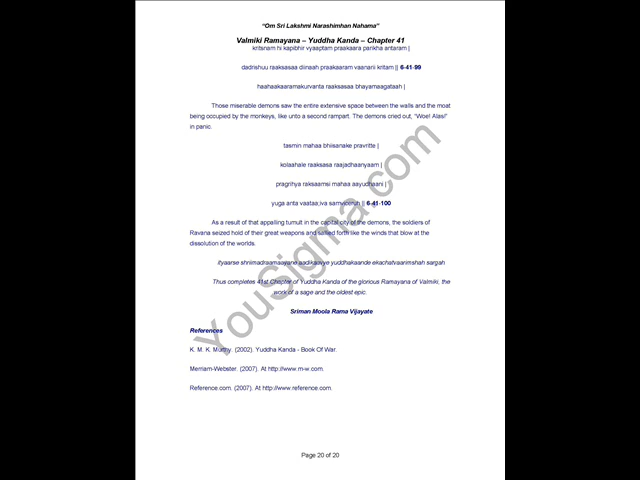 “Om Sri Lakshmi Narashimhan Nahama”
Valmiki Ramayana – Yuddha Kanda – Chapter 41
kritsnam hi kapibhir vyaaptam praakaara parikha antaram |
dadrishuu raaksasaa diinaah praakaaram vaanarii kritam || 6-41-99
haahaakaaramakurvanta raaksasaa bhayamaagataah |
Those miserable demons saw the entire extensive space between the walls and the moat
being occupied by the monkeys, like unto a second rampart. The demons cried out, “Woe! Alas!”
in panic.
tasmin mahaa bhiisanake pravritte |
kolaahale raaksasa raajadhaanyaam |
pragrihya raksaamsi mahaa aayudhaani |
yuga anta vaataa;iva samviceruh || 6-41-100
As a result of that appalling tumult in the capital city of the demons, the soldiers of
Ravana seized hold of their great weapons and sallied forth like the winds that blow at the
dissolution of the worlds.
ityaarse shriimadraamaayane aadikaavye yuddhakaande ekachatvaarimshah sargah
Thus completes 41st Chapter of Yuddha Kanda of the glorious Ramayana of Valmiki, the
work of a sage and the oldest epic.
Sriman Moola Rama Vijayate
References
K. M. K. Murthy. (2002). Yuddha Kanda - Book Of War.
Merriam-Webster. (2007). At http://www.m-w.com.
Reference.com. (2007). At http://www.reference.com.
YouSigma.com
Page 20 of 20